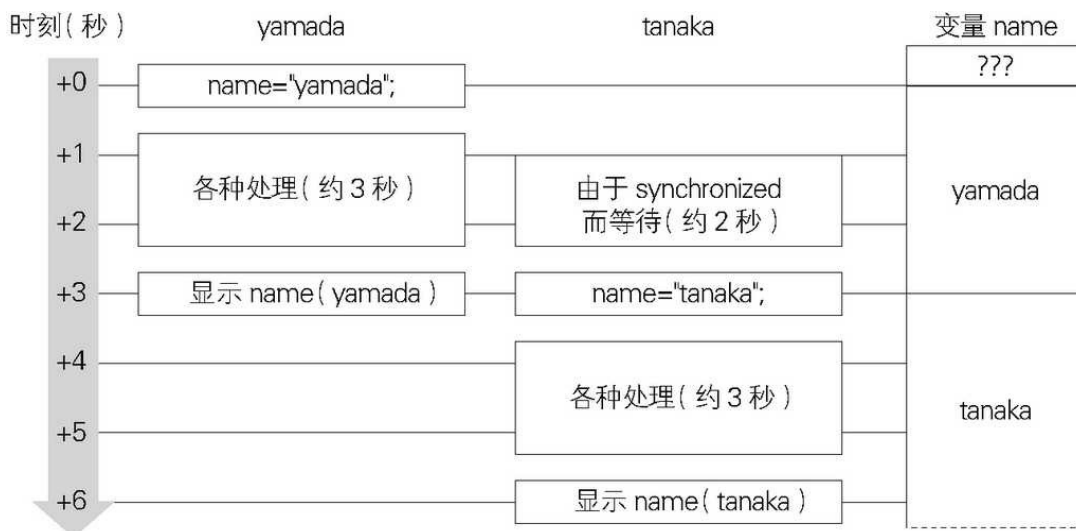 时刻(秒) yamada tanaka 变量 name
???
+0 name="yamada";
+1
各种处理(约3秒) 由于 synchronized
而等待(约2秒)
yamada
+2
+3 显示 name(yamada) name="tanaka";
+4
各种处理(约3秒)
tanaka
+5
+6 显示 name(tanaka)